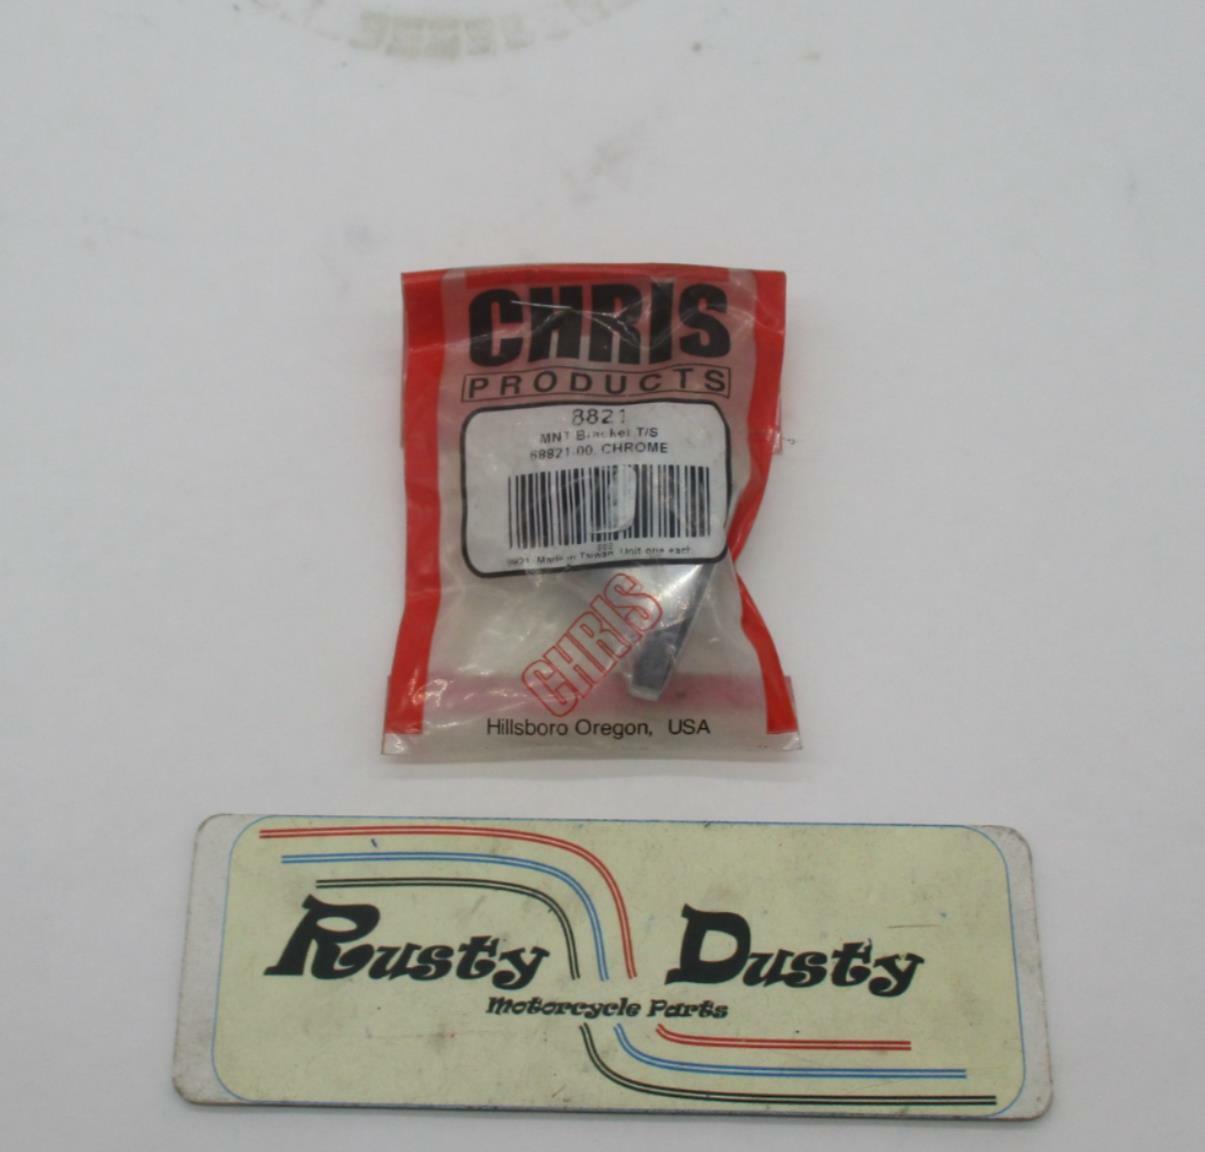 CHRIS
PRODUCTS
8821
MNT Bracket T/S
68821-00, CHROME
8821 Made in Taiwan Unit one each
CHRIS
Hillsboro Oregon, USA
Rusty Dusty
Motorcycle Parts